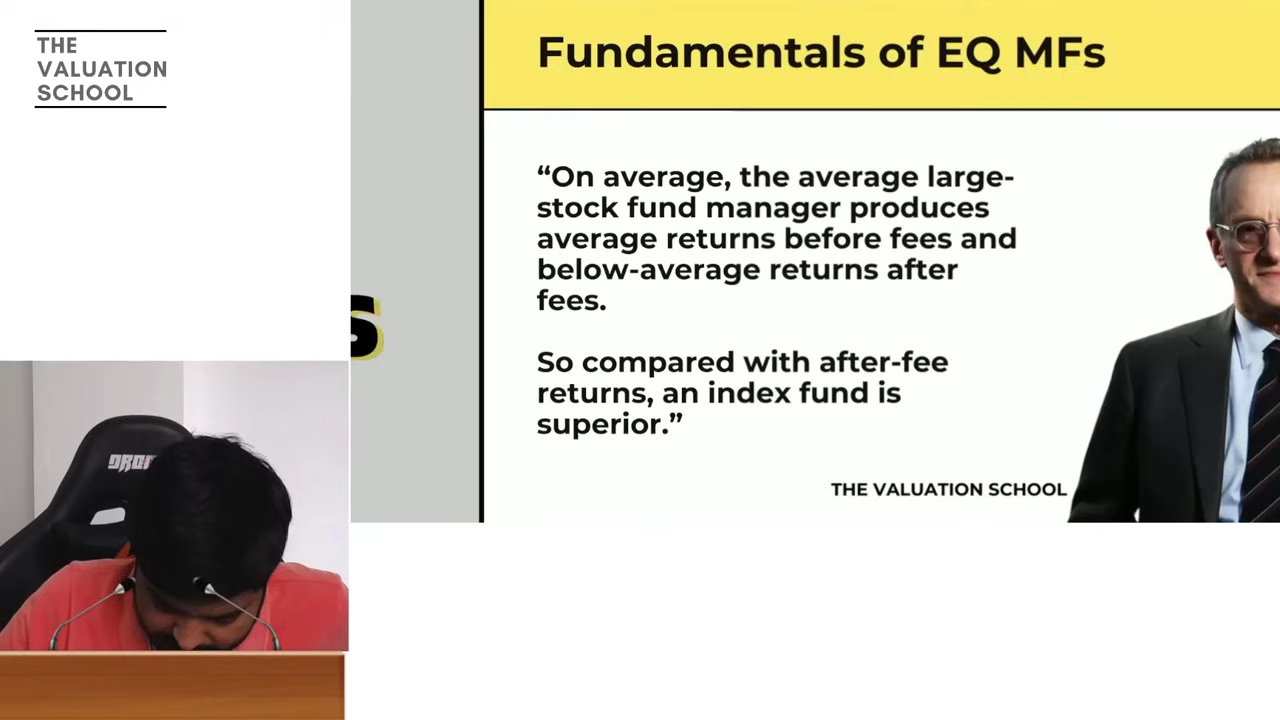 THE
VALUATION
SCHOOL
Fundamentals of EQ MFs
“On average, the average large-
stock fund manager produces
average returns before fees and
below-average returns after
fees.
So compared with after-fee
returns, an index fund is
superior.”
THE VALUATION SCHOOL